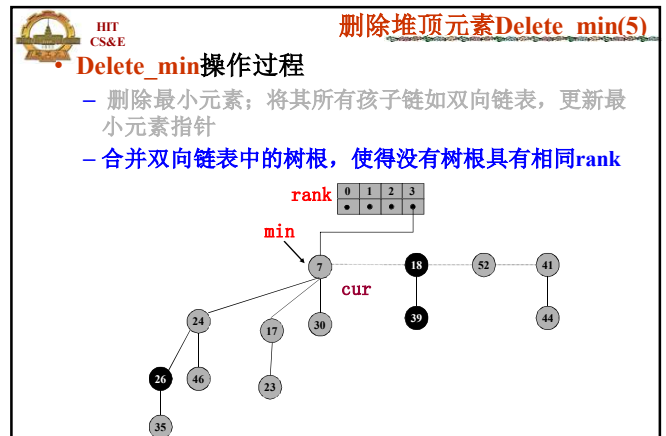 HIT
CS&E
删除堆顶元素Delete_min(5)
• Delete_min操作过程
– 删除最小元素；将其所有孩子链如双向链表，更新最
小元素指针
– 合并双向链表中的树根，使得没有树根具有相同rank
rank 0 1 2 3
min
7 18 52 41
cur
24 17 30 39 44
26 46 23
35